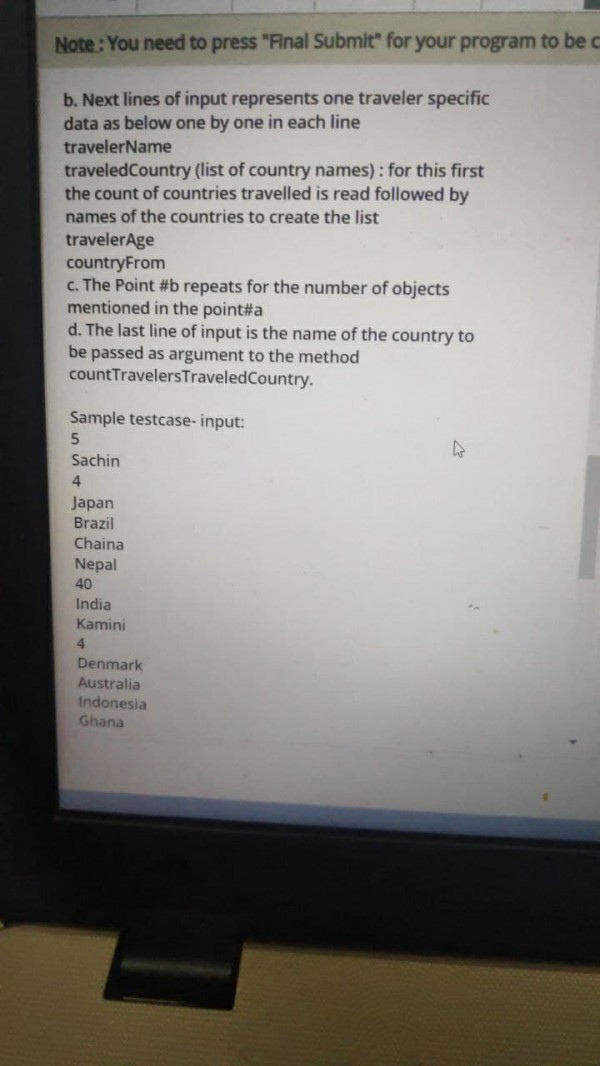 Note : You need to press "Final Submit" for your program to be
b. Next lines of input represents one traveler specific
data as below one by one in each line
travelerName
traveledCountry (list of country names) : for this first
the count of countries travelled is read followed by
names of the countries to create the list
travelerAge
countryFrom
c. The Point #b repeats for the number of objects
mentioned in the point#a
d. The last line of input is the name of the country to
be passed as argument to the method
countTravelersTraveledCountry.
Sample testcase- input:
5
Sachin
4
Japan
Brazil
Chaina
Nepal
40
India
Kamini
4
Denmark
Australia
Indonesia
Ghana